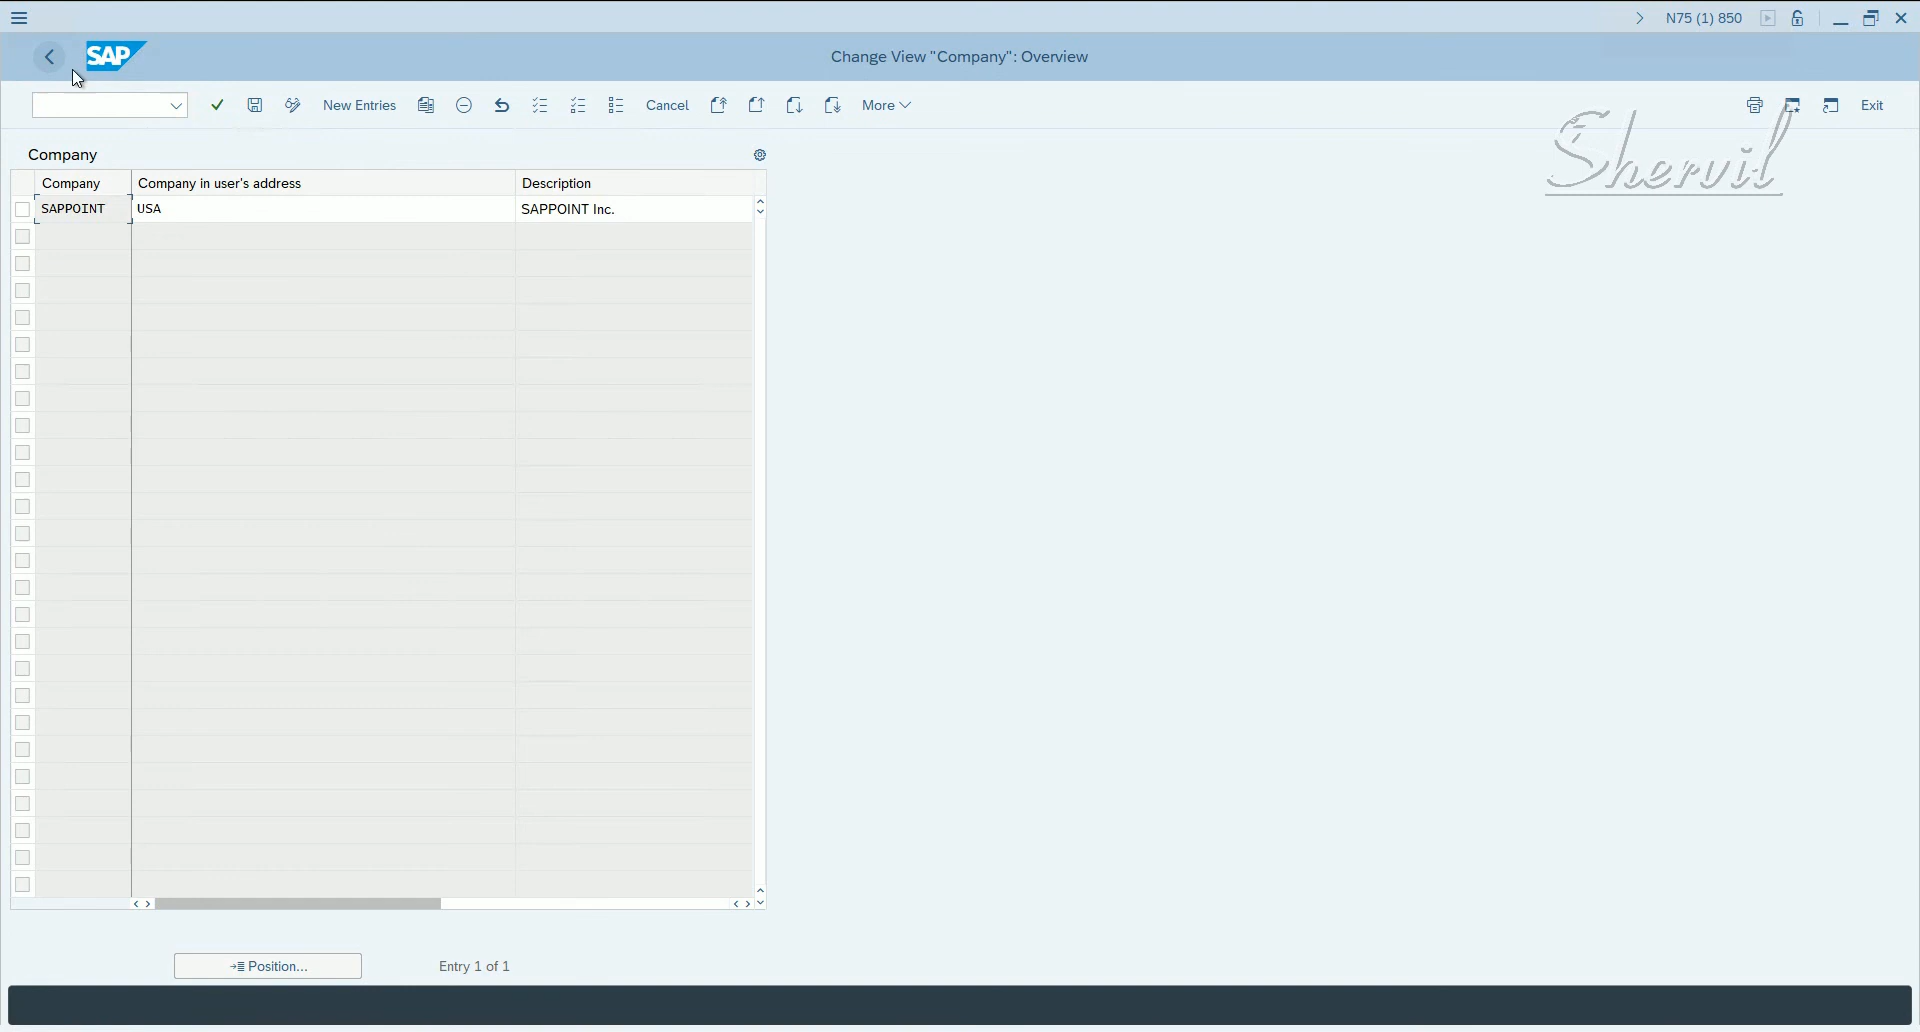 N75 (1) 850
SAP
Change View "Company": Overview
New Entries
Cancel
More
Exit
Shervil
Company
Company
Company in user's address
Description
SAPPOINT
USA
SAPPOINT Inc.
Position...
Entry 1 of 1